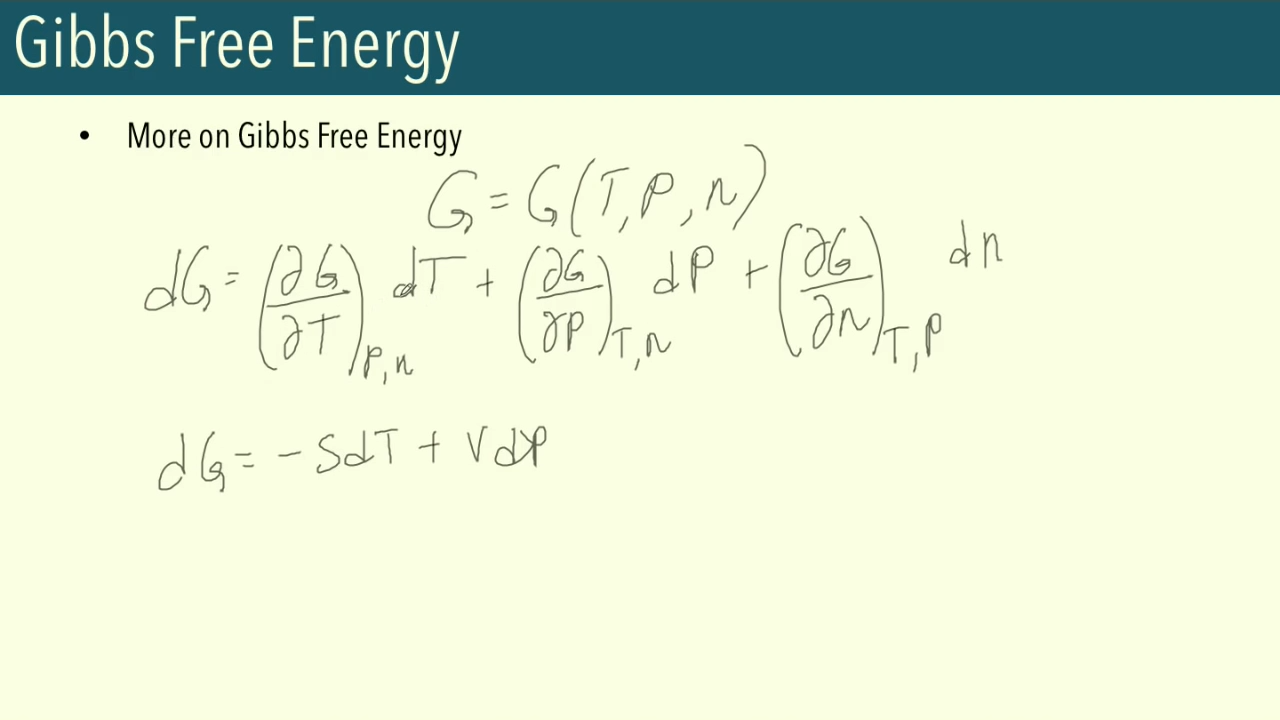 Gibbs Free Energy
• More on Gibbs Free Energy
G = G(T, P, n)
dG = (∂G/∂T)P,n dT + (∂G/∂P)T,n dP + (∂G/∂n)T,P dn
dG = - SdT + VdP